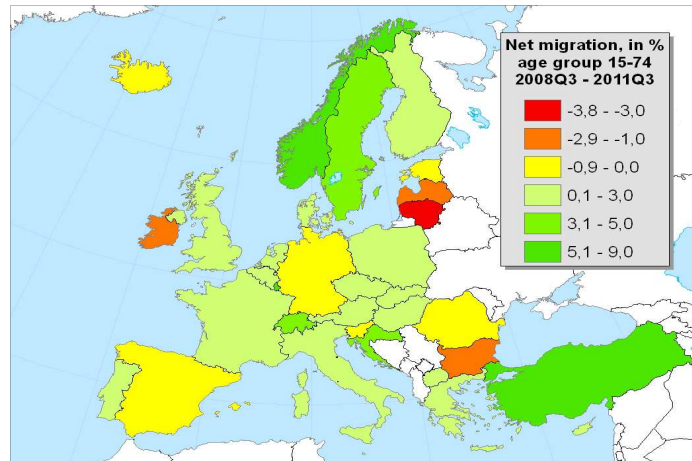 Net migration, in %
age group 15-74
2008Q3 - 2011Q3
-3,8 - -3,0
-2,9 - -1,0
-0,9 - 0,0
0,1 - 3,0
3,1 - 5,0
5,1 - 9,0